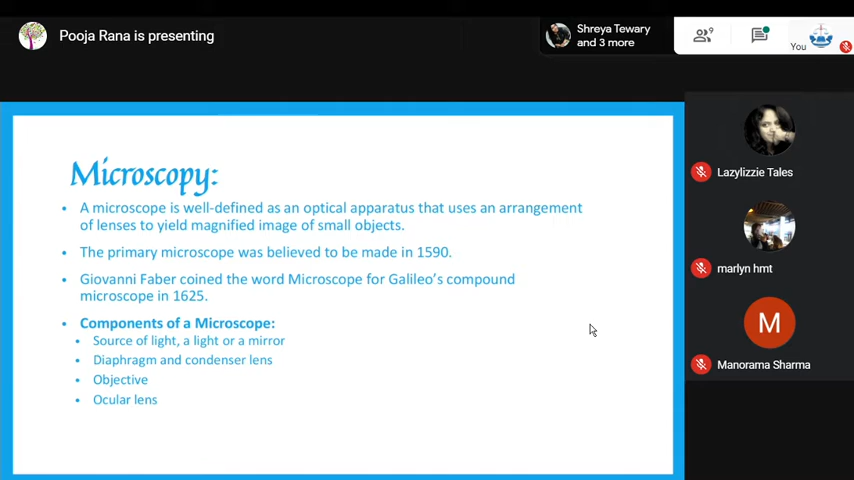 Pooja Rana is presenting
Shreya Tewary
and 3 more
9
You
Microscopy:
• A microscope is well-defined as an optical apparatus that uses an arrangement
of lenses to yield magnified image of small objects.
• The primary microscope was believed to be made in 1590.
• Giovanni Faber coined the word Microscope for Galileo's compound
microscope in 1625.
• Components of a Microscope:
• Source of light, a light or a mirror
• Diaphragm and condenser lens
• Objective
• Ocular lens
Lazylizzie Tales
marlyn hmt
M
Manorama Sharma